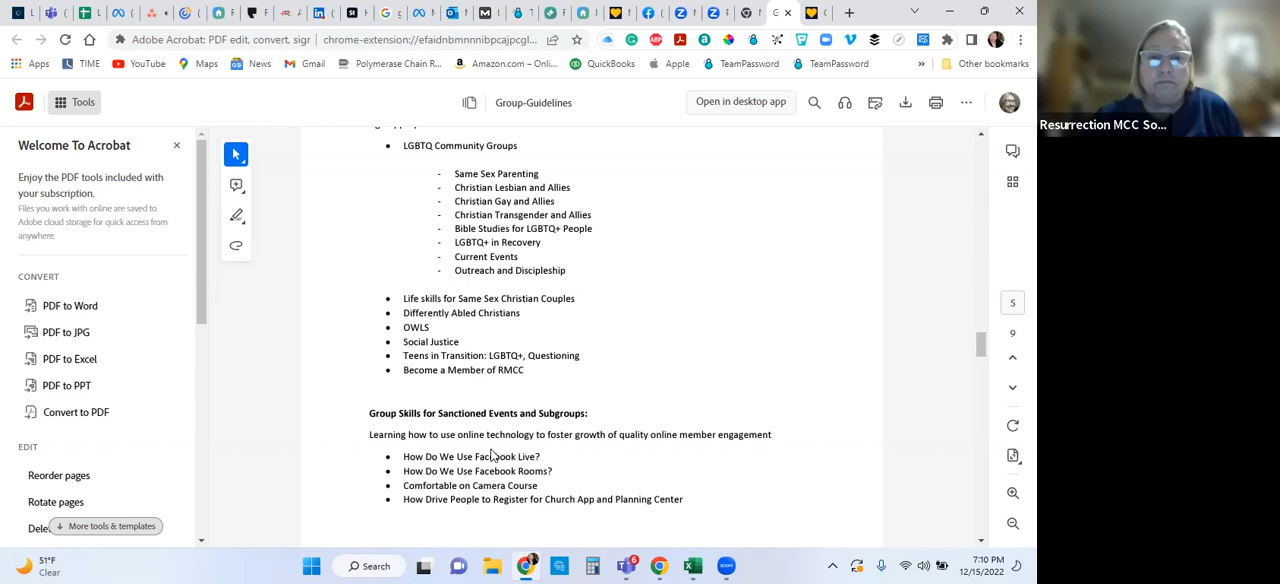 Adobe Acrobat: PDF edit, convert, sigr
chrome-extension://efaidnbmnnnibpcajpcgl...
Apps
TIME
YouTube
Maps
News
Gmail
Polymerase Chain R...
Amazon.com – Onli...
QuickBooks
Apple
TeamPassword
TeamPassword
»
Other bookmarks
Tools
Group-Guidelines
Open in desktop app
Resurrection MCC So...
Welcome To Acrobat
Enjoy the PDF tools included with
your subscription.
Files you work with online are saved to
Adobe cloud storage for quick access from
anywhere.
CONVERT
PDF to Word
PDF to JPG
PDF to Excel
PDF to PPT
Convert to PDF
EDIT
Reorder pages
Rotate pages
Dele
More tools & templates
• LGBTQ Community Groups
- Same Sex Parenting
- Christian Lesbian and Allies
- Christian Gay and Allies
- Christian Transgender and Allies
- Bible Studies for LGBTQ+ People
- LGBTQ+ in Recovery
- Current Events
- Outreach and Discipleship
• Life skills for Same Sex Christian Couples
• Differently Abled Christians
• OWLS
• Social Justice
• Teens in Transition: LGBTQ+, Questioning
• Become a Member of RMCC
Group Skills for Sanctioned Events and Subgroups:
Learning how to use online technology to foster growth of quality online member engagement
• How Do We Use Facebook Live?
• How Do We Use Facebook Rooms?
• Comfortable on Camera Course
• How Drive People to Register for Church App and Planning Center
5
9
51°F
Clear
Search
6
zoom
7:10 PM
12/15/2022